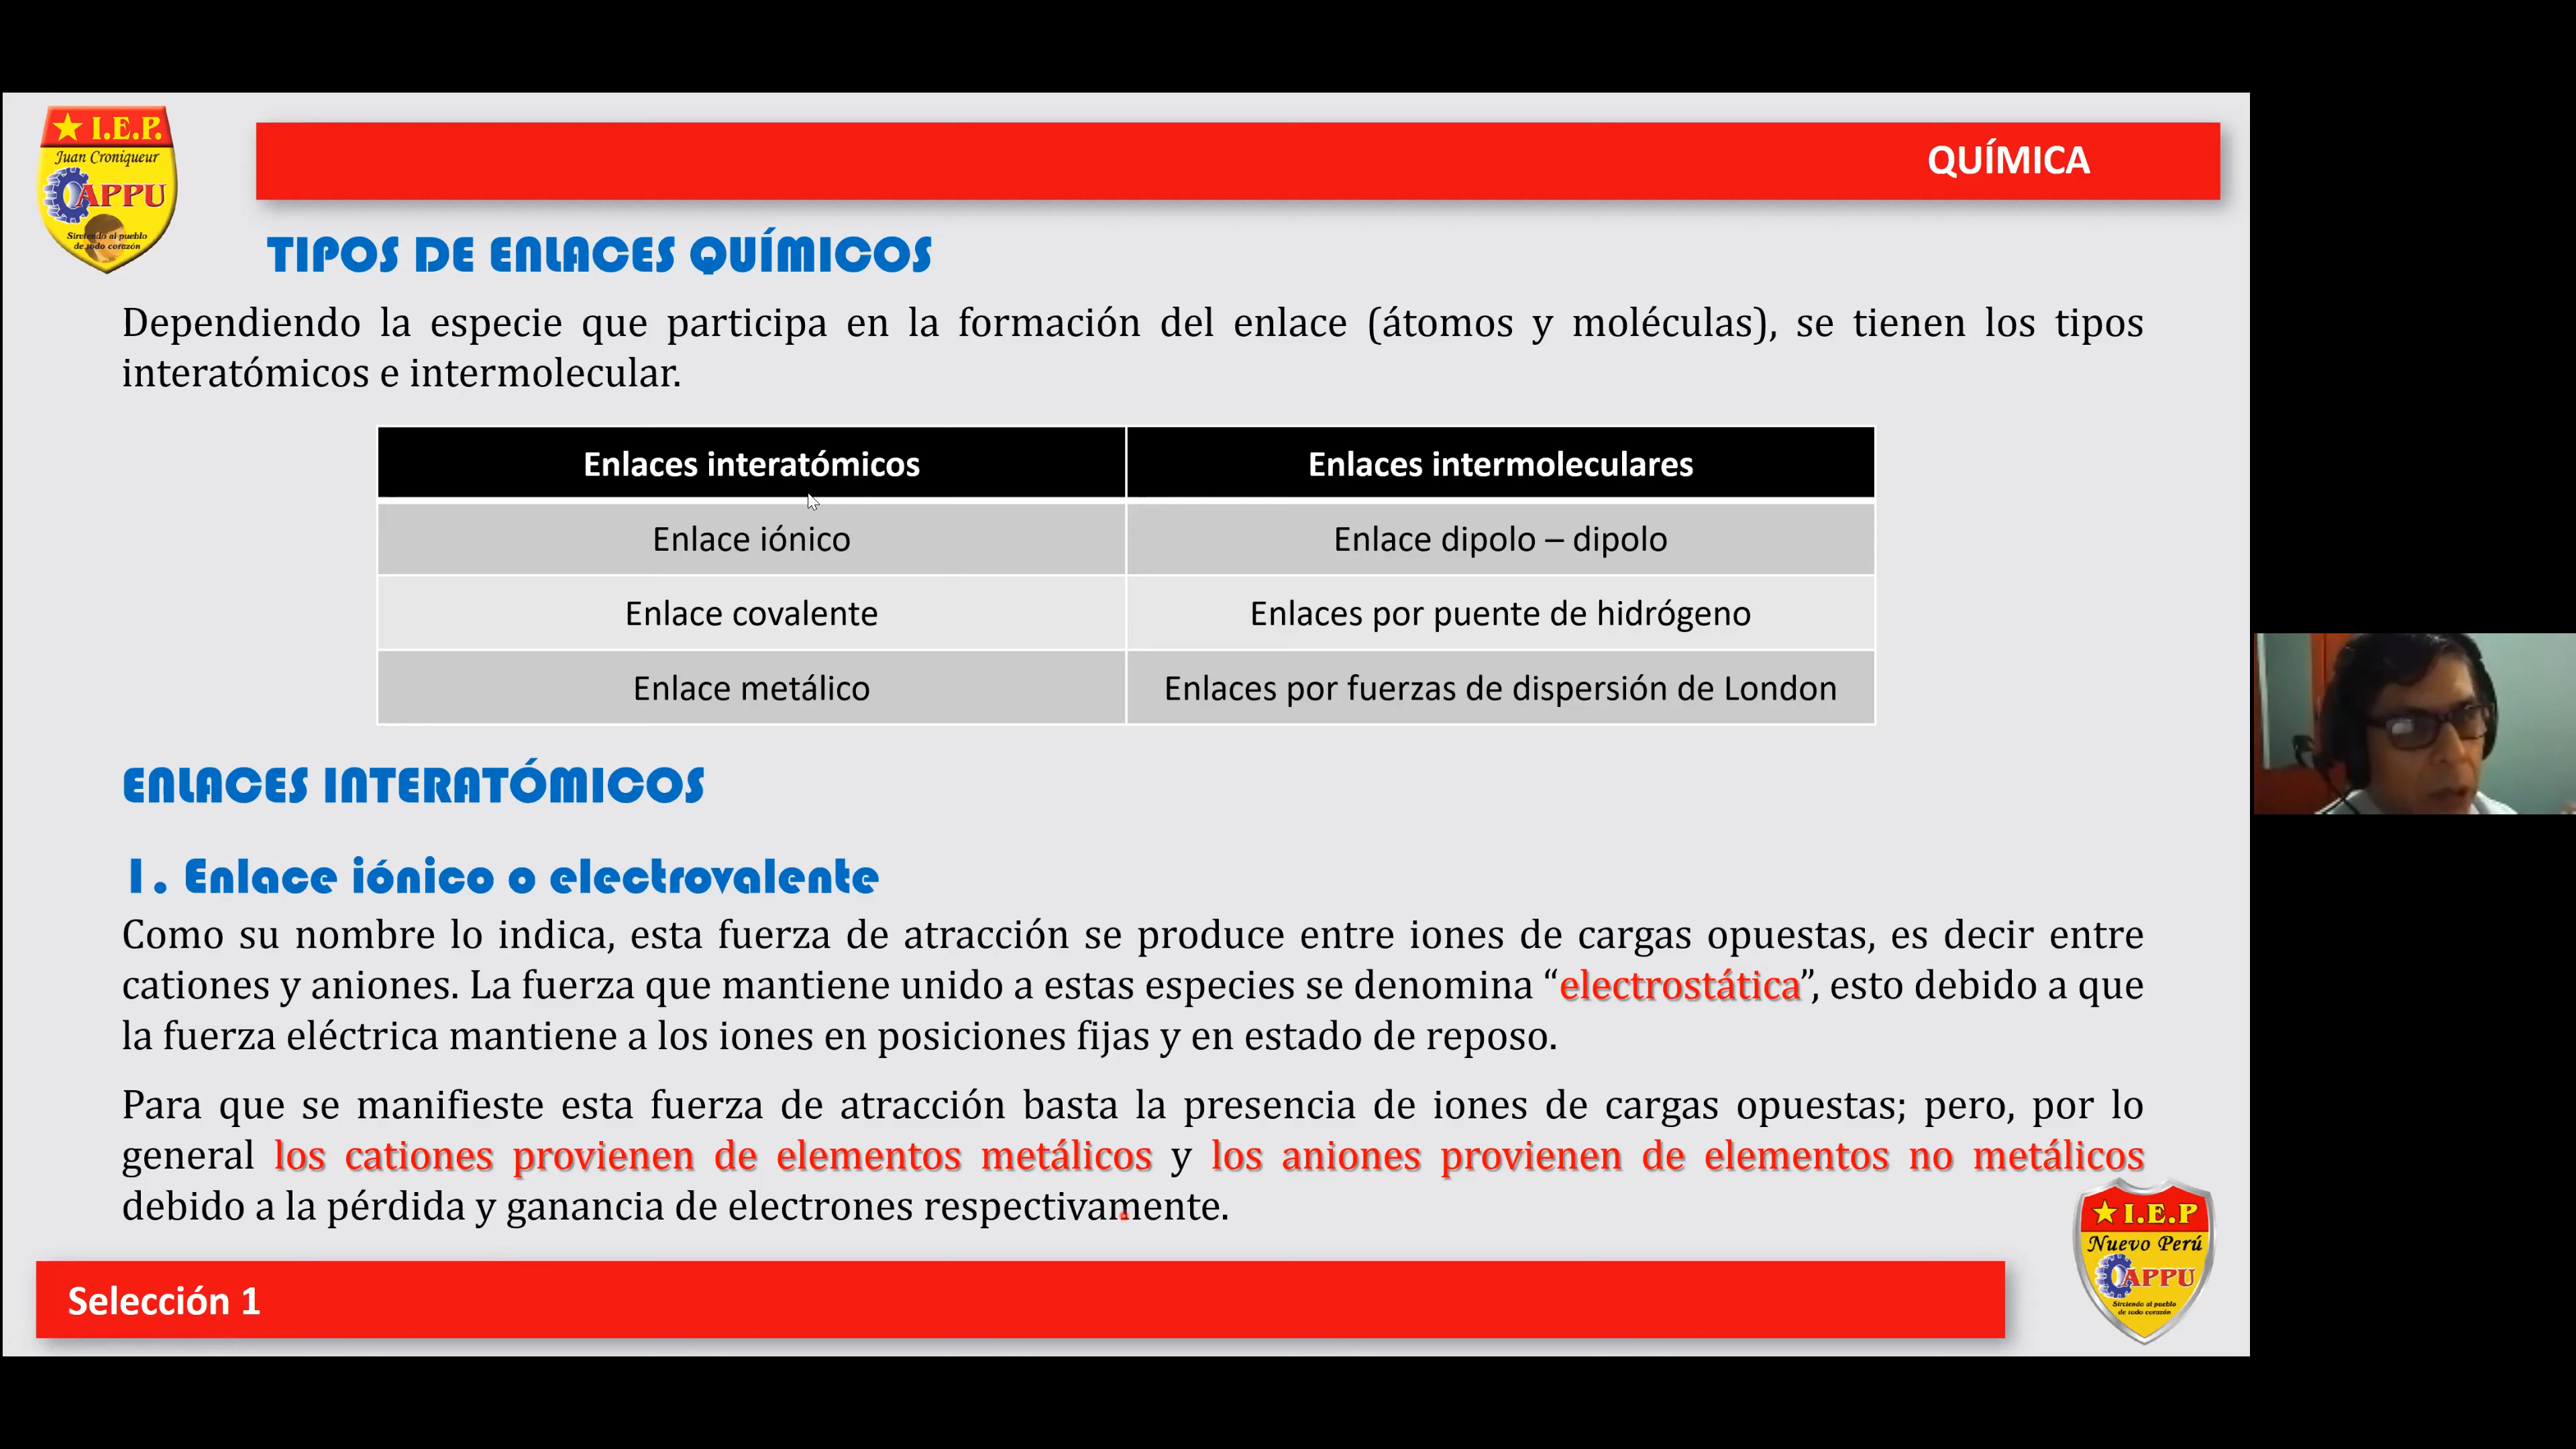 ★ I.E.P.
Juan Croniqueur
CAPPU
Sirviendo al pueblo
de todo corazón
QUÍMICA
TIPOS DE ENLACES QUÍMICOS
Dependiendo la especie que participa en la formación del enlace (átomos y moléculas), se tienen los tipos
interatómicos e intermolecular.
Enlaces interatómicos Enlaces intermoleculares
Enlace iónico Enlace dipolo – dipolo
Enlace covalente Enlaces por puente de hidrógeno
Enlace metálico Enlaces por fuerzas de dispersión de London
ENLACES INTERATÓMICOS
1. Enlace iónico o electrovalente
Como su nombre lo indica, esta fuerza de atracción se produce entre iones de cargas opuestas, es decir entre
cationes y aniones. La fuerza que mantiene unido a estas especies se denomina “electrostática”, esto debido a que
la fuerza eléctrica mantiene a los iones en posiciones fijas y en estado de reposo.
Para que se manifieste esta fuerza de atracción basta la presencia de iones de cargas opuestas; pero, por lo
general los cationes provienen de elementos metálicos y los aniones provienen de elementos no metálicos
debido a la pérdida y ganancia de electrones respectivamente.
★ I.E.P
Nuevo Perú
CAPPU
Sirviendo al pueblo
de todo corazón
Selección 1